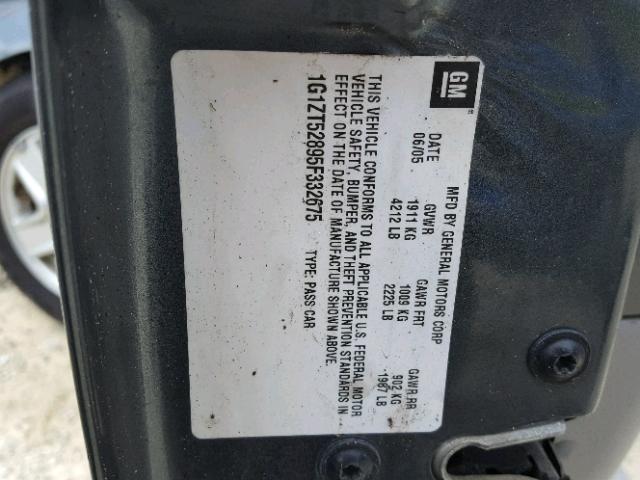 GM
®
MFD BY GENERAL MOTORS CORP
DATE GVWR GAWR FRT GAWR RR
06/05 1911 KG 1009 KG 902 KG
4212 LB 2225 LB 1987 LB
THIS VEHICLE CONFORMS TO ALL APPLICABLE U.S. FEDERAL MOTOR
VEHICLE SAFETY, BUMPER, AND THEFT PREVENTION STANDARDS IN
EFFECT ON THE DATE OF MANUFACTURE SHOWN ABOVE.
1G1ZT52895F332675 TYPE: PASS CAR